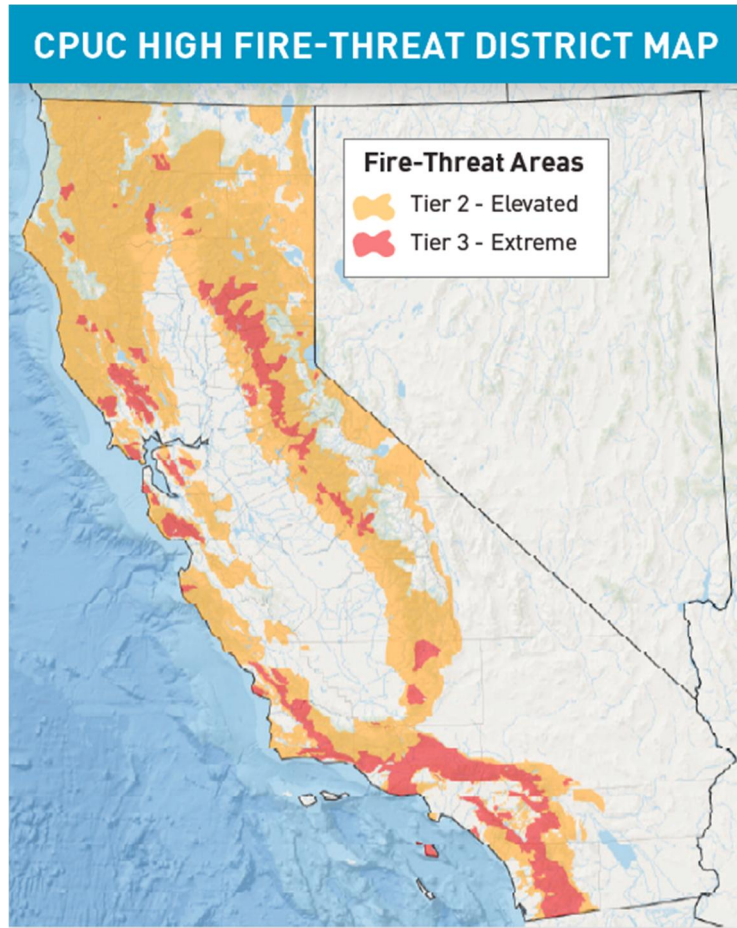 CPUC HIGH FIRE-THREAT DISTRICT MAP
Fire-Threat Areas
Tier 2 - Elevated
Tier 3 - Extreme